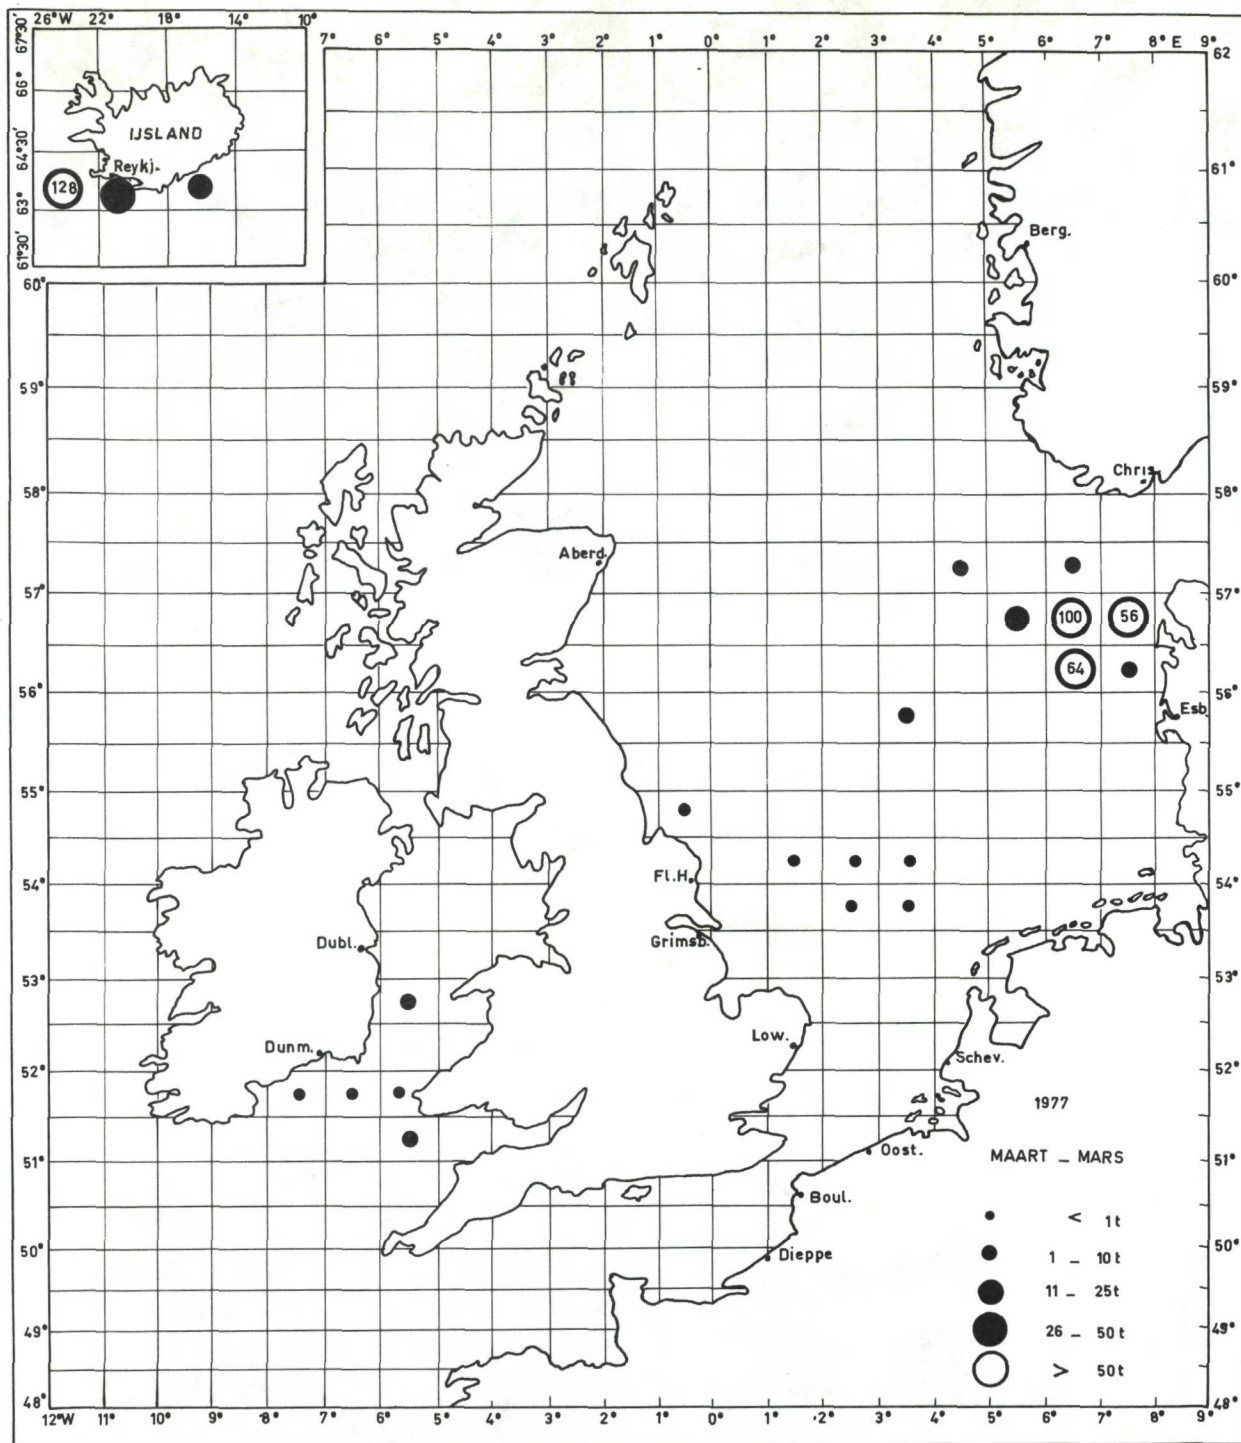 26°W 22° 18° 14° 10°
67°30' 66° 64°30' 63° 61°30'
IJSLAND
Reykj.
128
7° 6° 5° 4° 3° 2° 1° 0° 1° 2° 3° 4° 5° 6° 7° 8° E 9°
62
61° 61°
Berg.
60° 60°
59° 59°
Chris
58° 58°
Aberd.
57° 57°
100 56
64
56° 56°
Esb
55° 55°
54° 54°
Fl.H.
Grimsb.
Dubl.
53° 53°
Low.
Dunm.
Schev.
52° 52°
1977
Oost.
51° 51°
MAART _ MARS
Boul.
< 1t
50° 50°
Dieppe
1 _ 10t
11 _ 25t
26 _ 50t
49° 49°
> 50t
48° 48°
12°W 11° 10° 9° 8° 7° 6° 5° 4° 3° 2° 1° 0° 1° 2° 3° 4° 5° 6° 7° 8° 9°